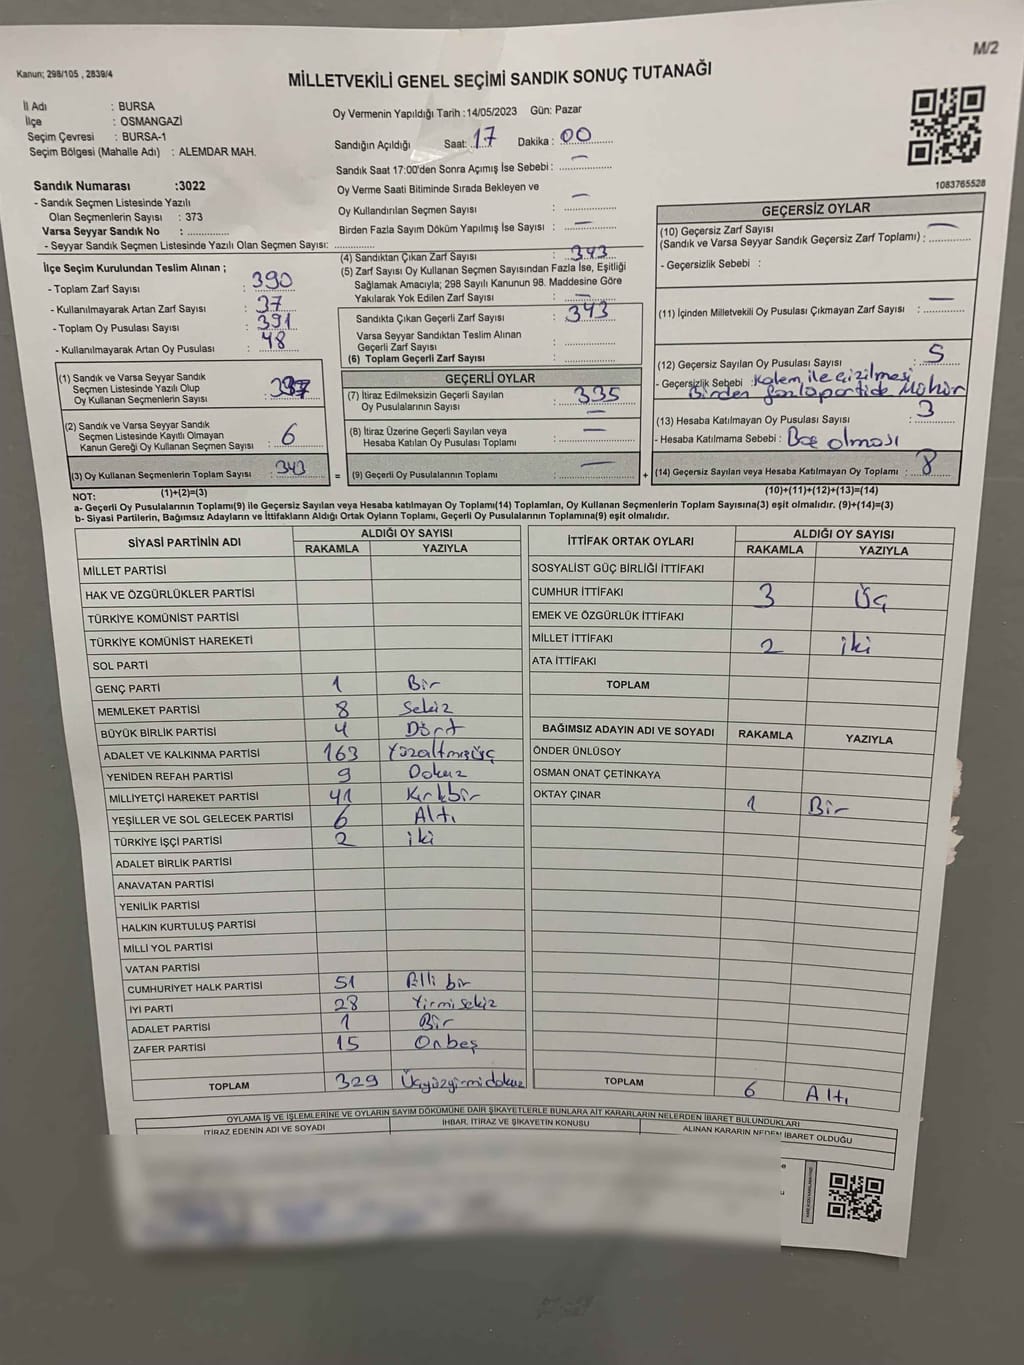 M/2
Kanun; 298/105 , 2839/4
MİLLETVEKİLİ GENEL SEÇİMİ SANDIK SONUÇ TUTANAĞI
İl Adı : BURSA
İlçe : OSMANGAZİ
Seçim Çevresi : BURSA-1
Seçim Bölgesi (Mahalle Adı) : ALEMDAR MAH.
Sandık Numarası :3022
- Sandık Seçmen Listesinde Yazılı
Olan Seçmenlerin Sayısı : 373
Varsa Seyyar Sandık No : ..............
- Seyyar Sandık Seçmen Listesinde Yazılı Olan Seçmen Sayısı: ..............
Oy Vermenin Yapıldığı Tarih :14/05/2023 Gün: Pazar
Sandığın Açıldığı Saat: 17 Dakika : 00
Sandık Saat 17:00'den Sonra Açımış İse Sebebi : —
Oy Verme Saati Bitiminde Sırada Bekleyen ve
Oy Kullandırılan Seçmen Sayısı : —
Birden Fazla Sayım Döküm Yapılmış İse Sayısı : —
1083765528
İlçe Seçim Kurulundan Teslim Alınan ;
- Toplam Zarf Sayısı : 390
- Kullanılmayarak Artan Zarf Sayısı : 37
- Toplam Oy Pusulası Sayısı : 391
- Kullanılmayarak Artan Oy Pusulası : 48
(1) Sandık ve Varsa Seyyar Sandık
Seçmen Listesinde Yazılı Olup
Oy Kullanan Seçmenlerin Sayısı : 337
(2) Sandık ve Varsa Seyyar Sandık
Seçmen Listesinde Kayıtlı Olmayan
Kanun Gereği Oy Kullanan Seçmen Sayısı : 6
(3) Oy Kullanan Seçmenlerin Toplam Sayısı : 343
(1)+(2)=(3)
(4) Sandıktan Çıkan Zarf Sayısı : 343
(5) Zarf Sayısı Oy Kullanan Seçmen Sayısından Fazla İse, Eşitliği
Sağlamak Amacıyla; 298 Sayılı Kanunun 98. Maddesine Göre
Yakılarak Yok Edilen Zarf Sayısı : —
Sandıkta Çıkan Geçerli Zarf Sayısı : 343
Varsa Seyyar Sandıktan Teslim Alınan
Geçerli Zarf Sayısı : ..............
(6) Toplam Geçerli Zarf Sayısı : ..............
GEÇERLİ OYLAR
(7) İtiraz Edilmeksizin Geçerli Sayılan
Oy Pusulalarının Sayısı : 335
(8) İtiraz Üzerine Geçerli Sayılan veya
Hesaba Katılan Oy Pusulası Toplamı : —
= (9) Geçerli Oy Pusulalarının Toplamı : —
GEÇERSİZ OYLAR
(10) Geçersiz Zarf Sayısı
(Sandık ve Varsa Seyyar Sandık Geçersiz Zarf Toplamı) : —
- Geçersizlik Sebebi :
(11) İçinden Milletvekili Oy Pusulası Çıkmayan Zarf Sayısı : —
(12) Geçersiz Sayılan Oy Pusulası Sayısı : 5
- Geçersizlik Sebebi : Kalem ile çizilmesi
Birden fazla partide Mühür
(13) Hesaba Katılmayan Oy Pusulası Sayısı : 3
- Hesaba Katılmama Sebebi : Boş olması
+ (14) Geçersiz Sayılan veya Hesaba Katılmayan Oy Toplamı : 8
(10)+(11)+(12)+(13)=(14)
NOT:
a- Geçerli Oy Pusulalarının Toplamı(9) ile Geçersiz Sayılan veya Hesaba katılmayan Oy Toplamı(14) Toplamları, Oy Kullanan Seçmenlerin Toplam Sayısına(3) eşit olmalıdır. (9)+(14)=(3)
b- Siyasi Partilerin, Bağımsız Adayların ve İttifakların Aldığı Ortak Oyların Toplamı, Geçerli Oy Pusulalarının Toplamına(9) eşit olmalıdır.
SİYASİ PARTİNİN ADI ALDIĞI OY SAYISI
RAKAMLA YAZIYLA
MİLLET PARTİSİ
HAK VE ÖZGÜRLÜKLER PARTİSİ
TÜRKİYE KOMÜNİST PARTİSİ
TÜRKİYE KOMÜNİST HAREKETİ
SOL PARTİ
GENÇ PARTİ 1 Bir
MEMLEKET PARTİSİ 8 Sekiz
BÜYÜK BİRLİK PARTİSİ 4 Dört
ADALET VE KALKINMA PARTİSİ 163 Yüzaltmışüç
YENİDEN REFAH PARTİSİ 9 Dokuz
MİLLİYETÇİ HAREKET PARTİSİ 41 Kırkbir
YEŞİLLER VE SOL GELECEK PARTİSİ 6 Altı
TÜRKİYE İŞÇİ PARTİSİ 2 iki
ADALET BİRLİK PARTİSİ
ANAVATAN PARTİSİ
YENİLİK PARTİSİ
HALKIN KURTULUŞ PARTİSİ
MİLLİ YOL PARTİSİ
VATAN PARTİSİ
CUMHURİYET HALK PARTİSİ 51 Elli bir
İYİ PARTİ 28 Yirmi sekiz
ADALET PARTİSİ 1 Bir
ZAFER PARTİSİ 15 Onbeş
TOPLAM 329 Üçyüzyirmidokuz
İTTİFAK ORTAK OYLARI ALDIĞI OY SAYISI
RAKAMLA YAZIYLA
SOSYALİST GÜÇ BİRLİĞİ İTTİFAKI
CUMHUR İTTİFAKI 3 Üç
EMEK VE ÖZGÜRLÜK İTTİFAKI
MİLLET İTTİFAKI 2 iki
ATA İTTİFAKI
TOPLAM
BAĞIMSIZ ADAYIN ADI VE SOYADI RAKAMLA YAZIYLA
ÖNDER ÜNLÜSOY
OSMAN ONAT ÇETİNKAYA
OKTAY ÇINAR 1 Bir
TOPLAM 6 Altı
OYLAMA İŞ VE İŞLEMLERİNE VE OYLARIN SAYIM DÖKÜMÜNE DAİR ŞİKAYETLERLE BUNLARA AİT KARARLARIN NELERDEN İBARET BULUNDUKLARI
İTİRAZ EDENİN ADI VE SOYADI İHBAR, İTİRAZ VE ŞİKAYETİN KONUSU ALINAN KARARIN NEDEN İBARET OLDUĞU